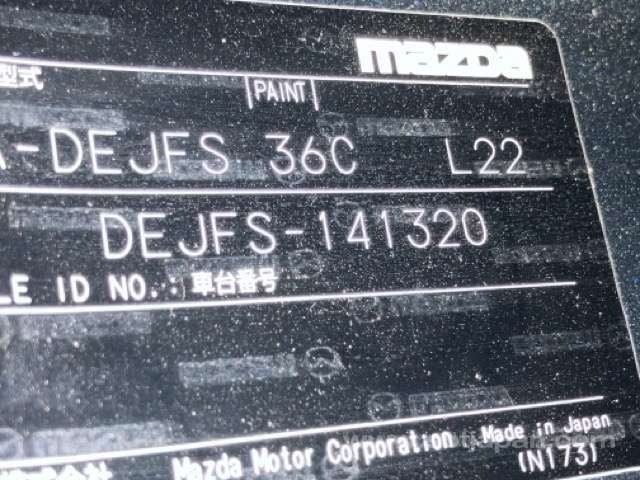 mazda
型式
PAINT
-DEJFS 36C L22
DEJFS-141320
LE ID NO.: 車台番号
Mazda Motor Corporation Made in Japan
(N173)